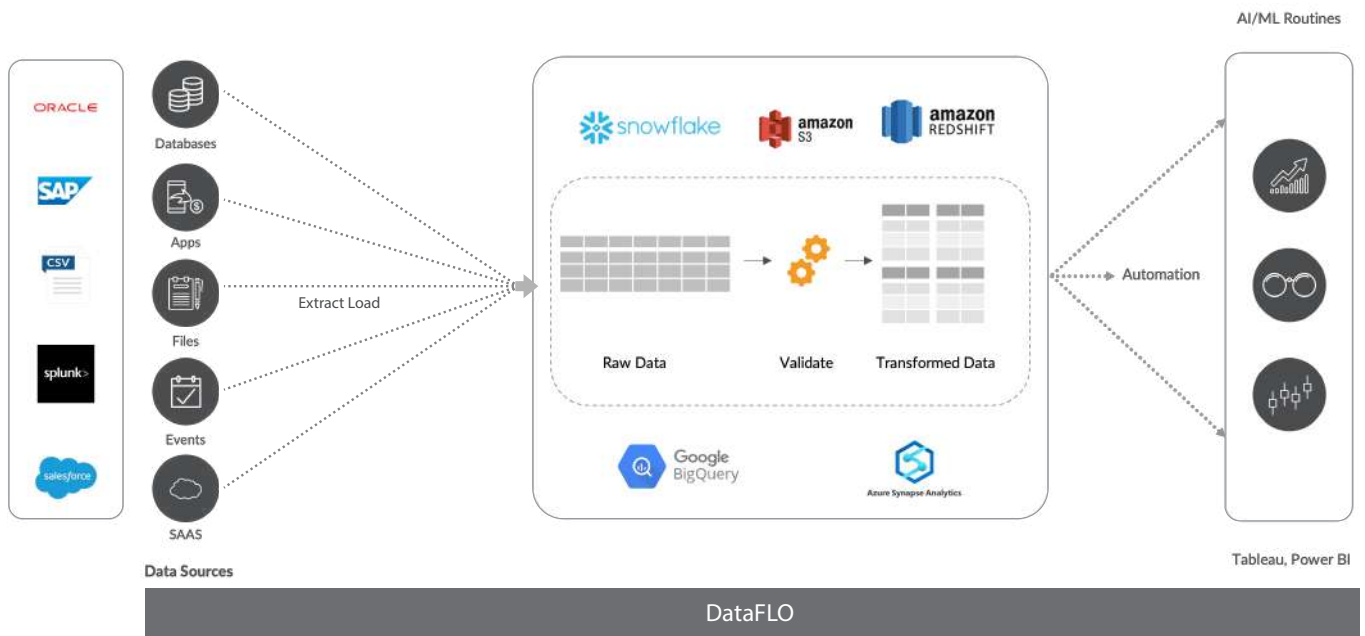 AI/ML Routines
ORACLE
SAP
CSV
splunk>
salesforce
Databases
Apps
Files
Events
SAAS
Data Sources
Extract Load
snowflake
amazon
S3
amazon
REDSHIFT
Raw Data
Validate
Transformed Data
Google
BigQuery
Azure Synapse Analytics
Automation
Tableau, Power BI
DataFLO